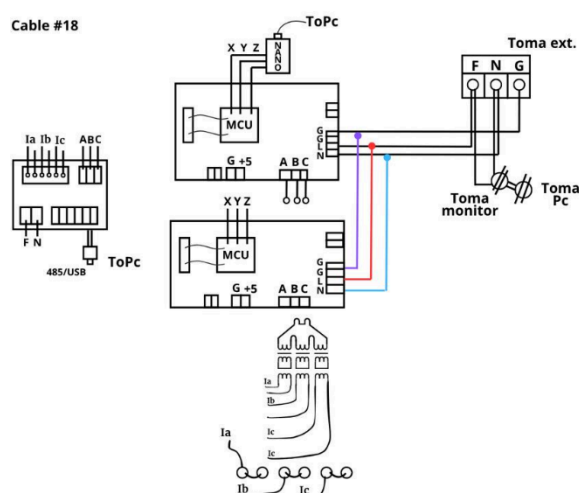 Cable #18
ToPc
X Y Z
NANO
MCU
G +5
A B C
G
G
L
N
Toma ext.
F N G
Toma monitor
Toma Pc
Ia Ib Ic
ABC
F N
485/USB
ToPc
X Y Z
MCU
G +5
A B C
G
G
L
N
Ia
Ib
Ic
Ic
Ia
Ib
Ic